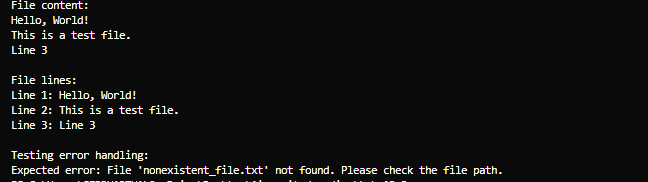 File content:
Hello, World!
This is a test file.
Line 3

File lines:
Line 1: Hello, World!
Line 2: This is a test file.
Line 3: Line 3

Testing error handling:
Expected error: File 'nonexistent_file.txt' not found. Please check the file path.